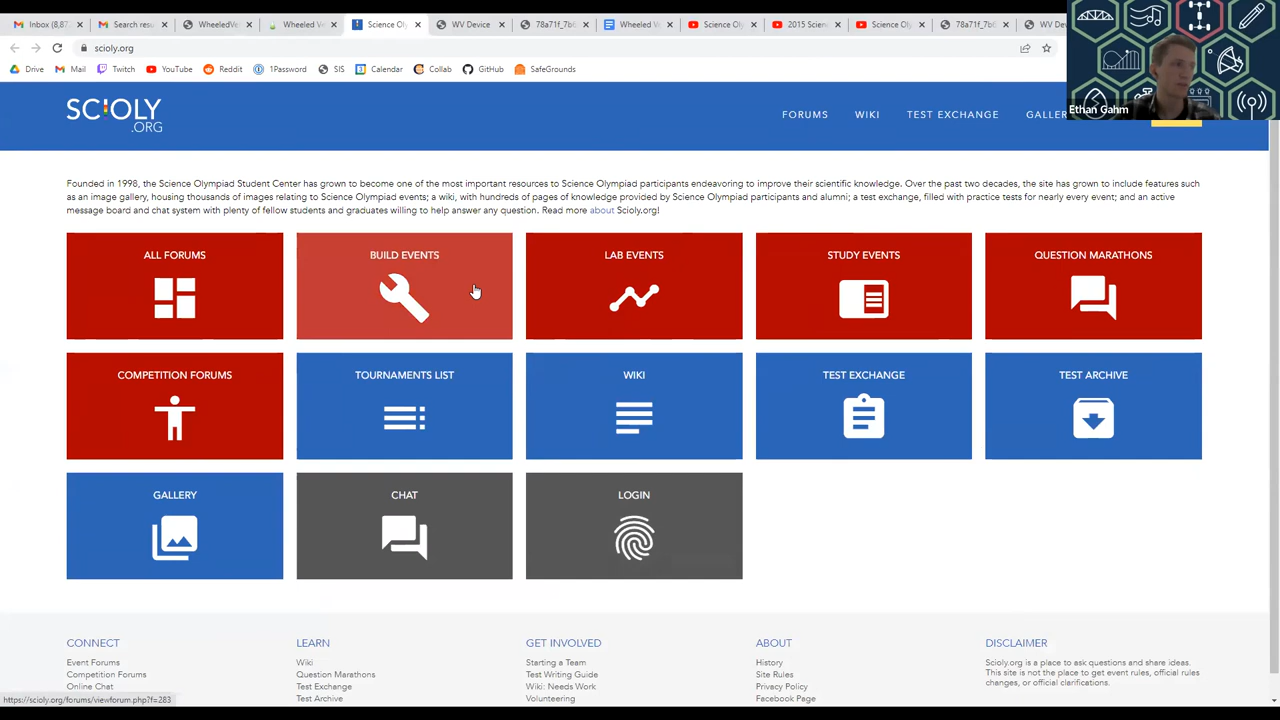 Inbox (8,87
Search resu
WheeledVe
Wheeled Ve
Science Oly
WV Device
78a71f_7b6
Wheeled V
Science Ol
2015 Scien
Science Ol
78a71f_7b6
WV Dev
scioly.org
Drive
Mail
Twitch
YouTube
Reddit
1Password
SIS
Calendar
Collab
GitHub
SafeGrounds
Ethan Gahm
SCIOLY
.ORG
FORUMS
WIKI
TEST EXCHANGE
GALLER
Founded in 1998, the Science Olympiad Student Center has grown to become one of the most important resources to Science Olympiad participants endeavoring to improve their scientific knowledge. Over the past two decades, the site has grown to include features such
as an image gallery, housing thousands of images relating to Science Olympiad events; a wiki, with hundreds of pages of knowledge provided by Science Olympiad participants and alumni; a test exchange, filled with practice tests for nearly every event; and an active
message board and chat system with plenty of fellow students and graduates willing to help answer any question. Read more about Scioly.org!
ALL FORUMS
BUILD EVENTS
LAB EVENTS
STUDY EVENTS
QUESTION MARATHONS
COMPETITION FORUMS
TOURNAMENTS LIST
WIKI
TEST EXCHANGE
TEST ARCHIVE
GALLERY
CHAT
LOGIN
CONNECT
Event Forums
Competition Forums
Online Chat
LEARN
Wiki
Question Marathons
Test Exchange
Test Archive
GET INVOLVED
Starting a Team
Test Writing Guide
Wiki: Needs Work
Volunteering
ABOUT
History
Site Rules
Privacy Policy
Facebook Page
DISCLAIMER
Scioly.org is a place to ask questions and share ideas.
This site is not the place to get event rules, official rules
changes, or official clarifications.
https://scioly.org/forums/viewforum.php?f=283